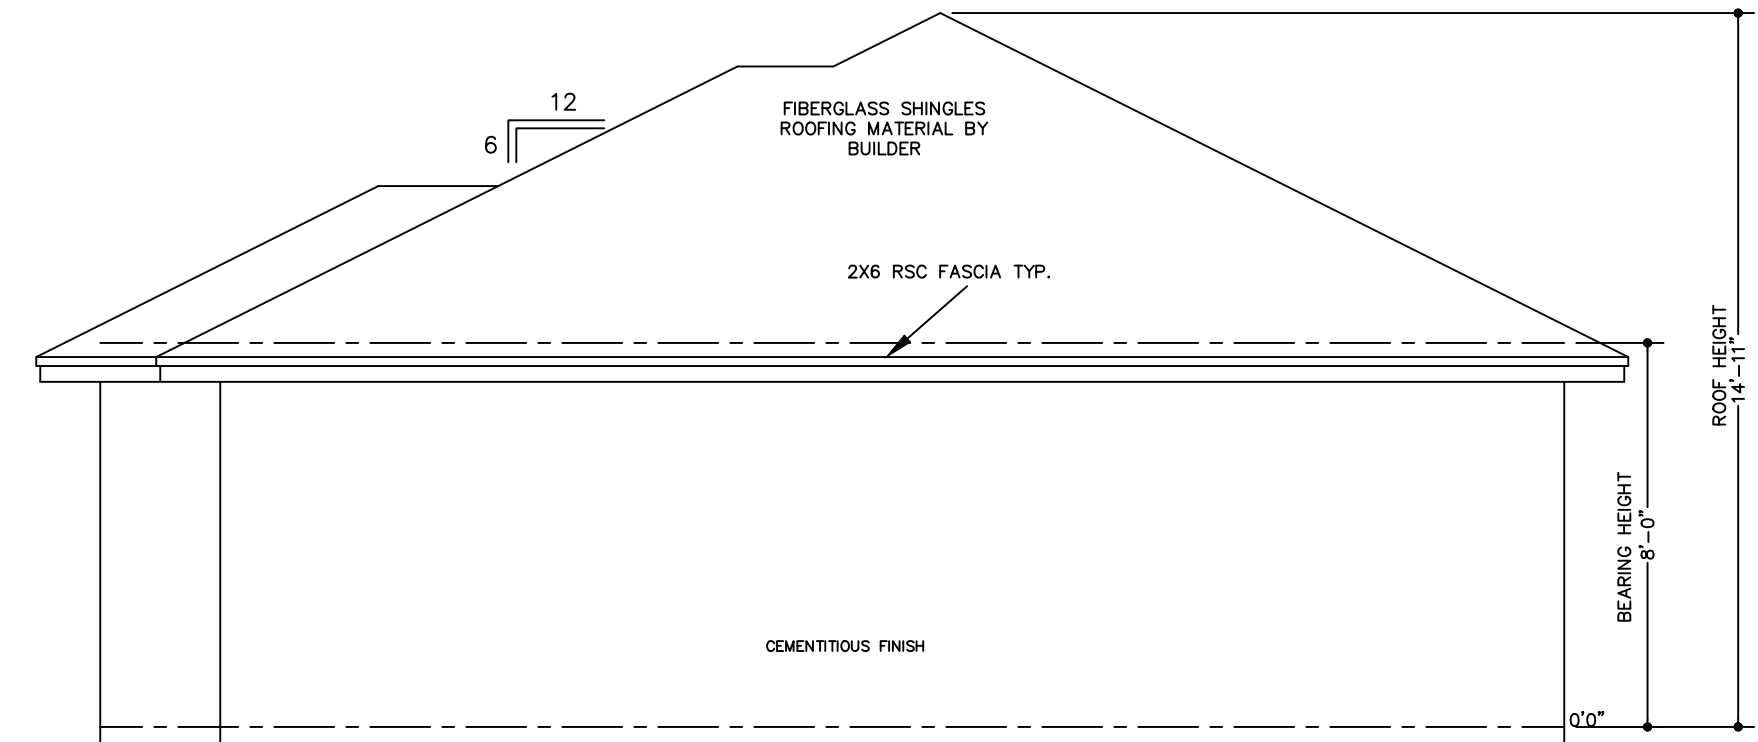 12
6
FIBERGLASS SHINGLES
ROOFING MATERIAL BY
BUILDER
2X6 RSC FASCIA TYP.
ROOF HEIGHT
14'-11"
BEARING HEIGHT
8'-0"
CEMENTITIOUS FINISH
0'0"